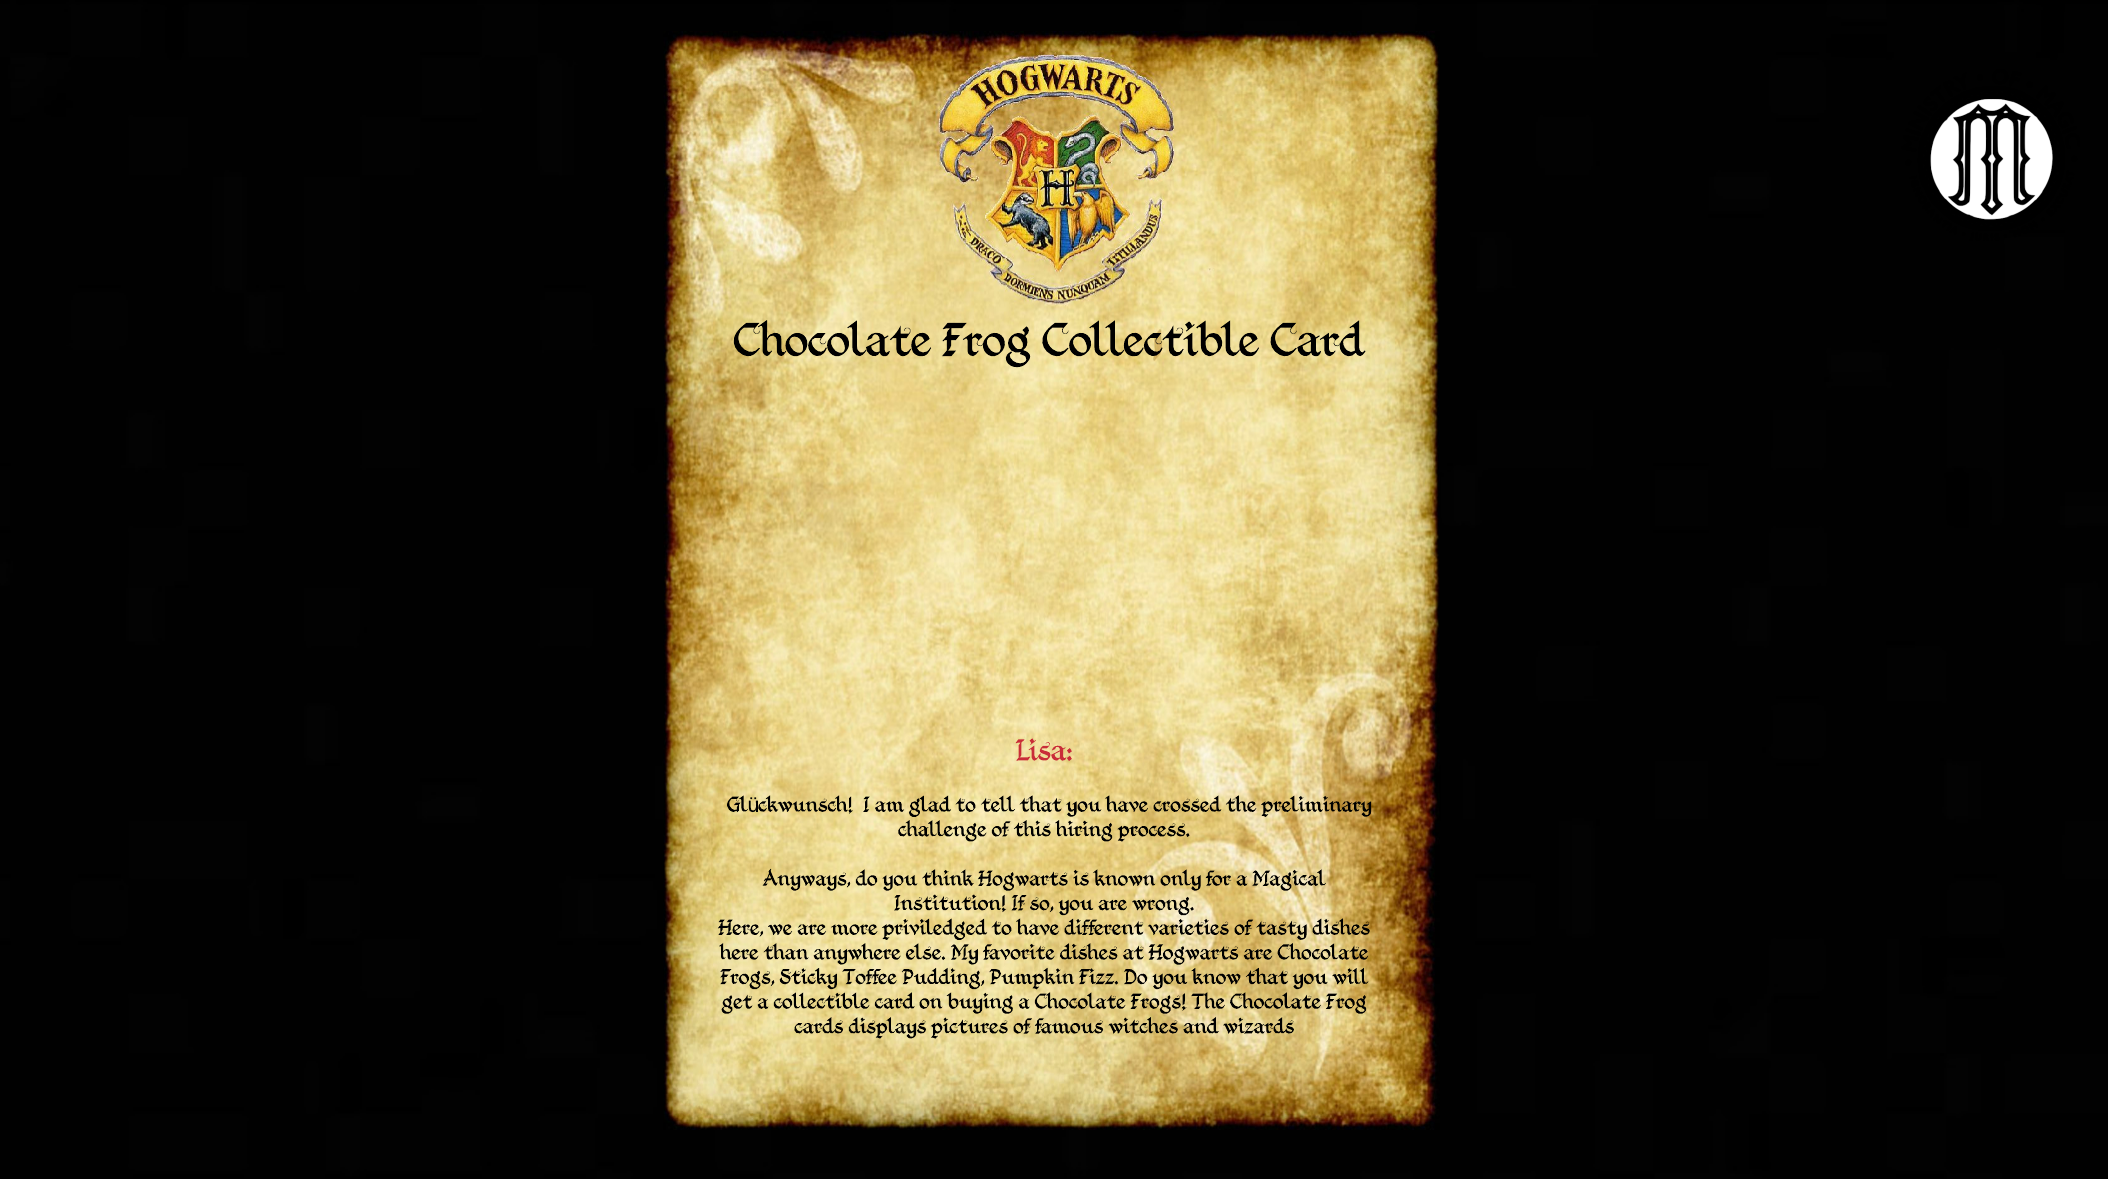 HOGWARTS
H
DRACO DORMIENS NUNQUAM TITILLANDUS
Chocolate Frog Collectible Card
M
Lisa:
Glückwunsch!  I am glad to tell that you have crossed the preliminary
challenge of this hiring process.
Anyways, do you think Hogwarts is known only for a Magical
Institution! If so, you are wrong.
Here, we are more priviledged to have different varieties of tasty dishes
here than anywhere else. My favorite dishes at Hogwarts are Chocolate
Frogs, Sticky Toffee Pudding, Pumpkin Fizz. Do you know that you will
get a collectible card on buying a Chocolate Frogs! The Chocolate Frog
cards displays pictures of famous witches and wizards